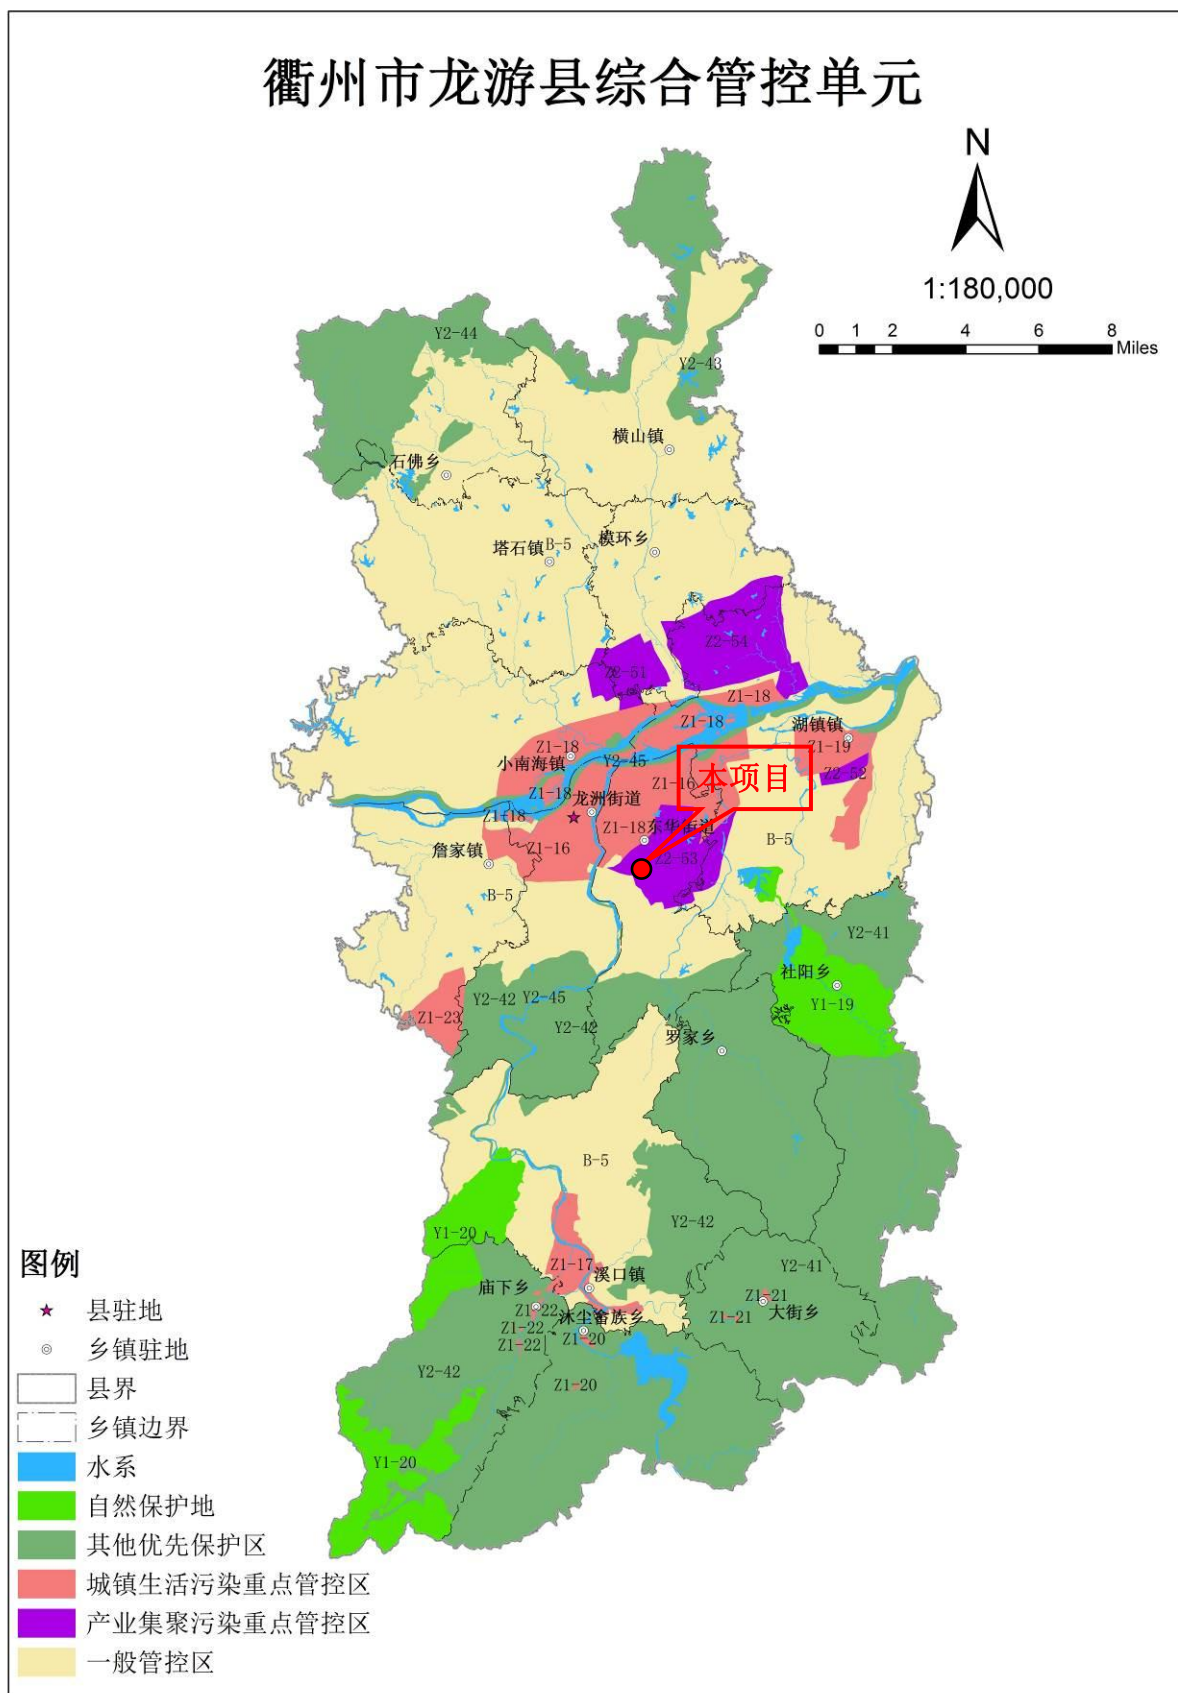 衢州市龙游县综合管控单元
N
1:180,000
0 1 2 4 6 8
Miles
Y2-44
Y2-43
横山镇
石佛乡
塔石镇 B-5
模环乡
Z2-54
Z2-51
Z1-18
Z1-18
湖镇镇
Z1-18
Z1-19
小南海镇
Y2-45
Z2-52
本项目
Z1-16
Z1-18
龙洲街道
Z1-18
Z1-18
东华街道
B-5
Z1-16
詹家镇
Z2-53
B-5
Y2-41
社阳乡
Y1-19
Y2-42
Y2-45
Z1-23
Y2-42
罗家乡
B-5
Y2-42
Y1-20
Z1-17
溪口镇
Y2-41
庙下乡
Z1-21
Z1-22
沐尘畲族乡
Z1-21
大街乡
Z1-22
Z1-20
Z1-22
Y2-42
Z1-20
Y1-20
图例
县驻地
乡镇驻地
县界
乡镇边界
水系
自然保护地
其他优先保护区
城镇生活污染重点管控区
产业集聚污染重点管控区
一般管控区